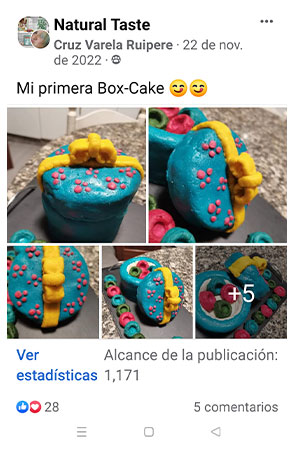 Natural Taste
Cruz Varela Ruipere · 22 de nov.
de 2022 ·
Mi primera Box-Cake 😊😊
+5
Ver Alcance de la publicación:
estadísticas 1,171
28 5 comentarios